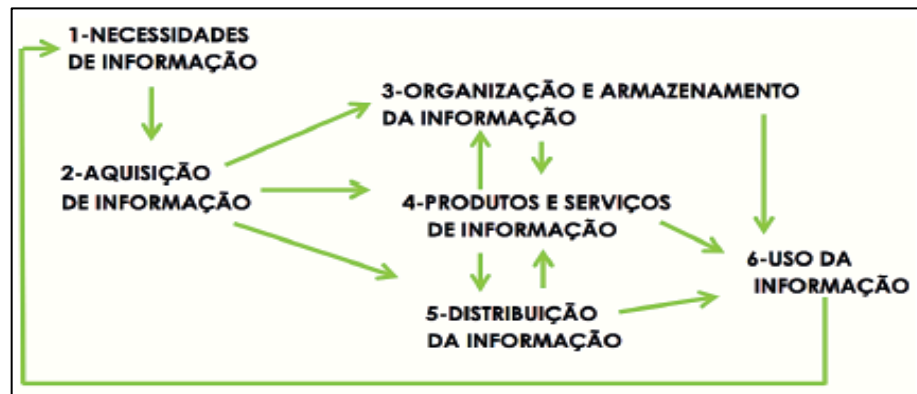 1-NECESSIDADES
DE INFORMAÇÃO
3-ORGANIZAÇÃO E ARMAZENAMENTO
DA INFORMAÇÃO
2-AQUISIÇÃO
DE INFORMAÇÃO
4-PRODUTOS E SERVIÇOS
DE INFORMAÇÃO
6-USO DA
INFORMAÇÃO
5-DISTRIBUIÇÃO
DA INFORMAÇÃO